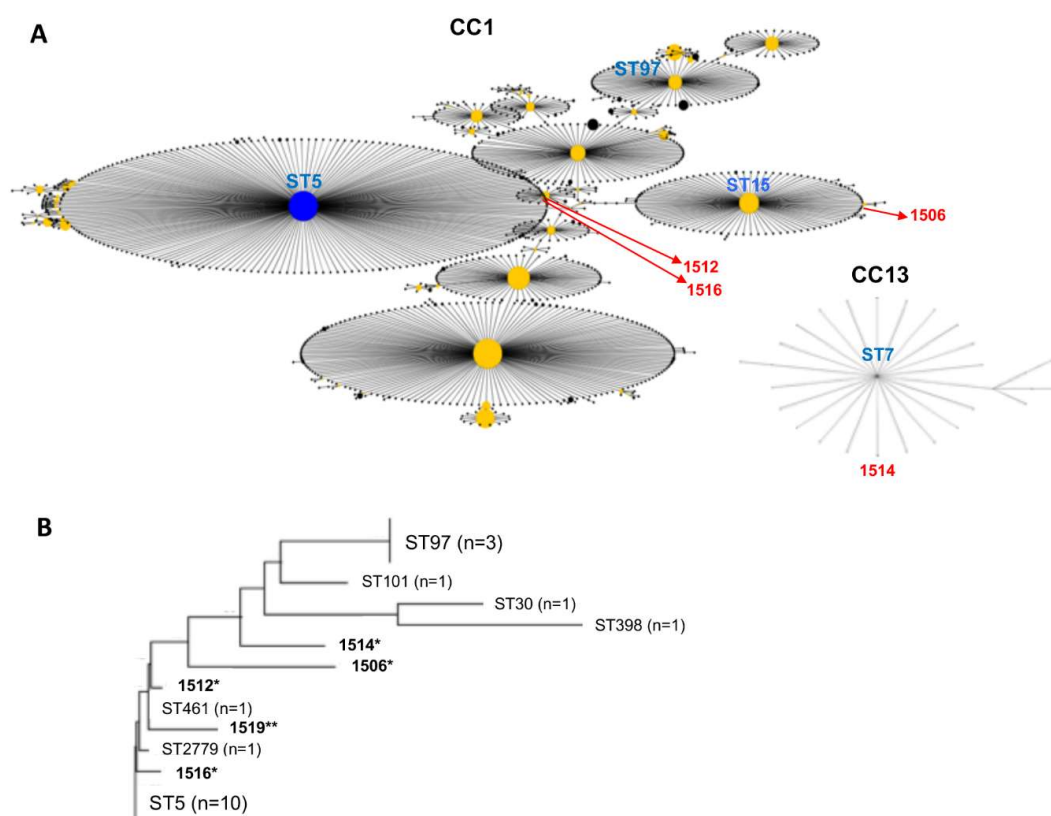 A
CC1
ST97
ST5
ST15
1506
1512
1516
CC13
ST7
1514
B
ST97 (n=3)
ST101 (n=1)
ST30 (n=1)
ST398 (n=1)
1514*
1506*
1512*
ST461 (n=1)
1519**
ST2779 (n=1)
1516*
ST5 (n=10)